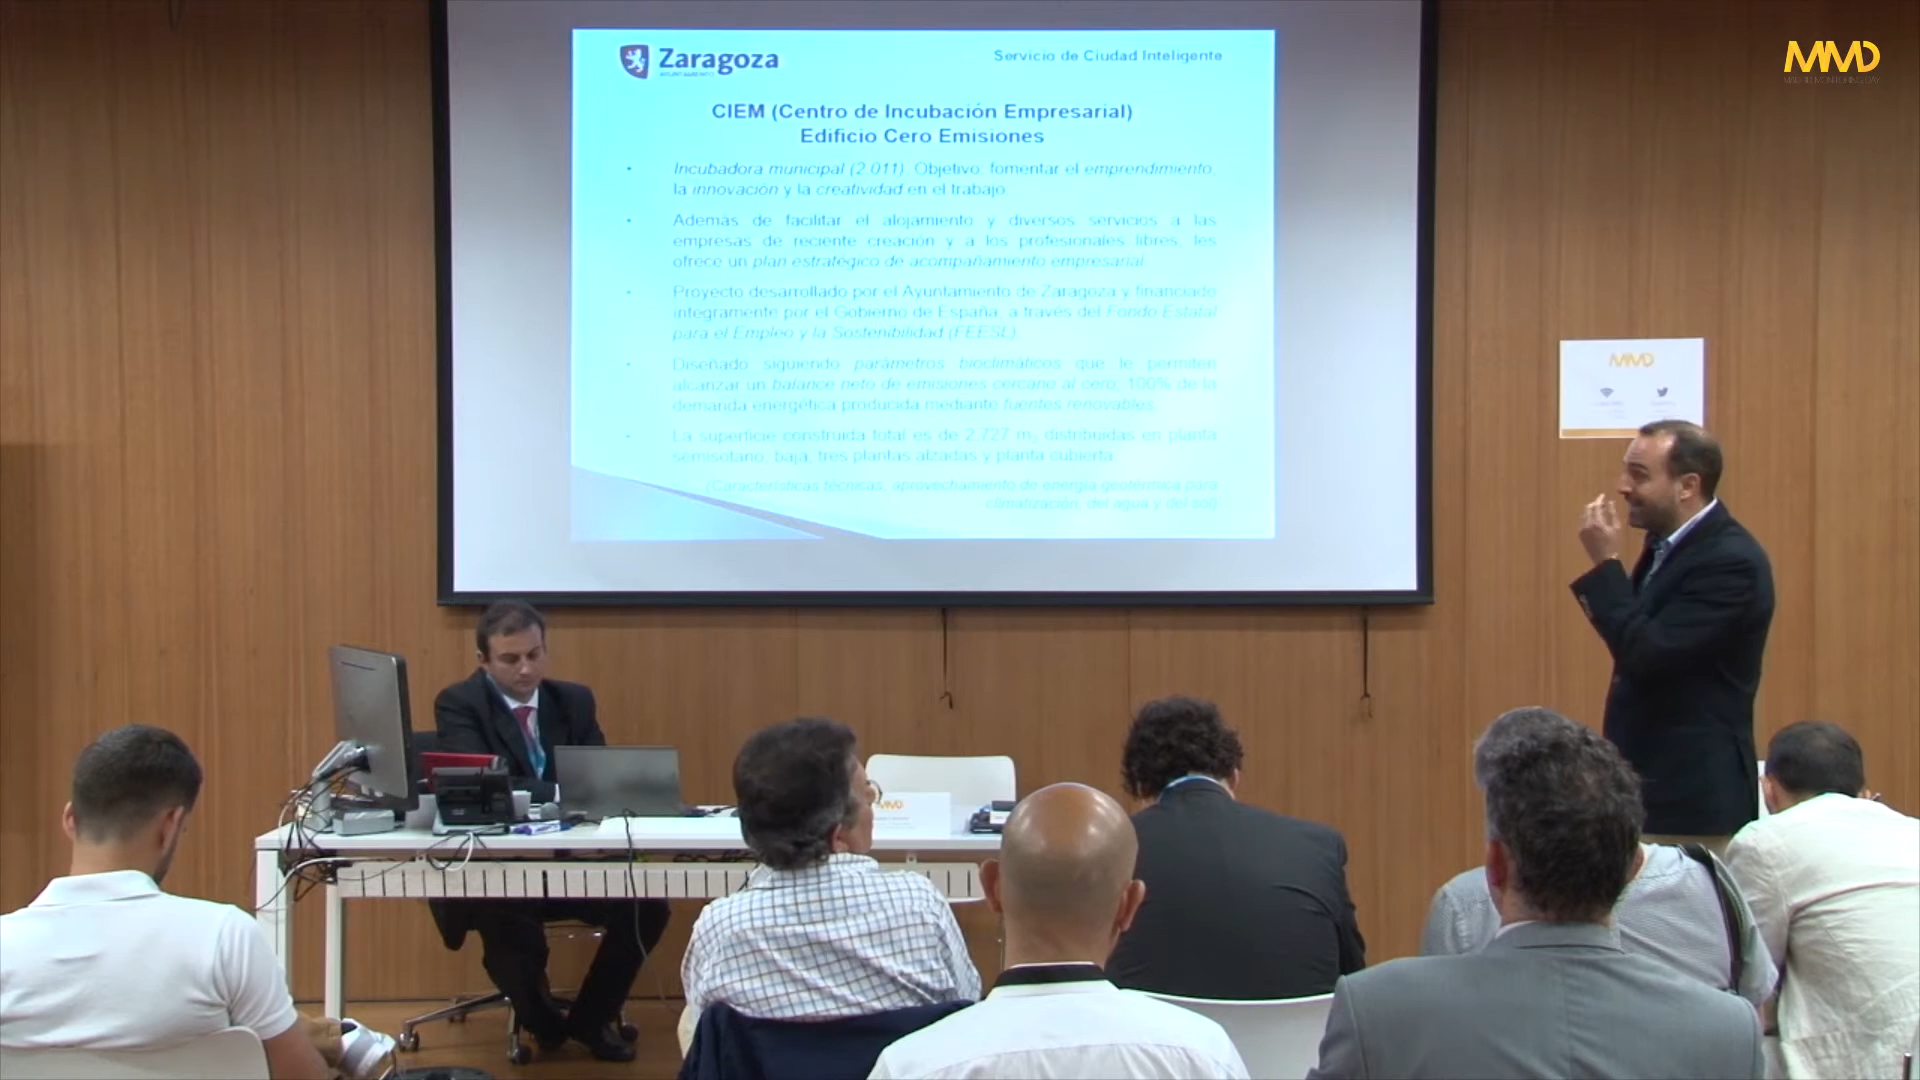 Zaragoza
AYUNTAMIENTO
Servicio de Ciudad Inteligente
MMD
CIEM (Centro de Incubación Empresarial)
Edificio Cero Emisiones
• Incubadora municipal (2.011). Objetivo: fomentar el emprendimiento,
la innovación y la creatividad en el trabajo.
• Además de facilitar el alojamiento y diversos servicios a las
empresas de reciente creación y a los profesionales libres, les
ofrece un plan estratégico de acompañamiento empresarial.
• Proyecto desarrollado por el Ayuntamiento de Zaragoza y financiado
íntegramente por el Gobierno de España, a través del Fondo Estatal
para el Empleo y la Sostenibilidad (FEESL).
• Diseñado siguiendo parámetros bioclimáticos que le permiten
alcanzar un balance neto de emisiones cercano al cero; 100% de la
demanda energética producida mediante fuentes renovables.
• La superficie construida total es de 2.727 m2 distribuidas en planta
semisótano, baja, tres plantas alzadas y planta cubierta.
(Características técnicas: aprovechamiento de energía geotérmica para
climatización, del agua y del sol)
MMD
MMD